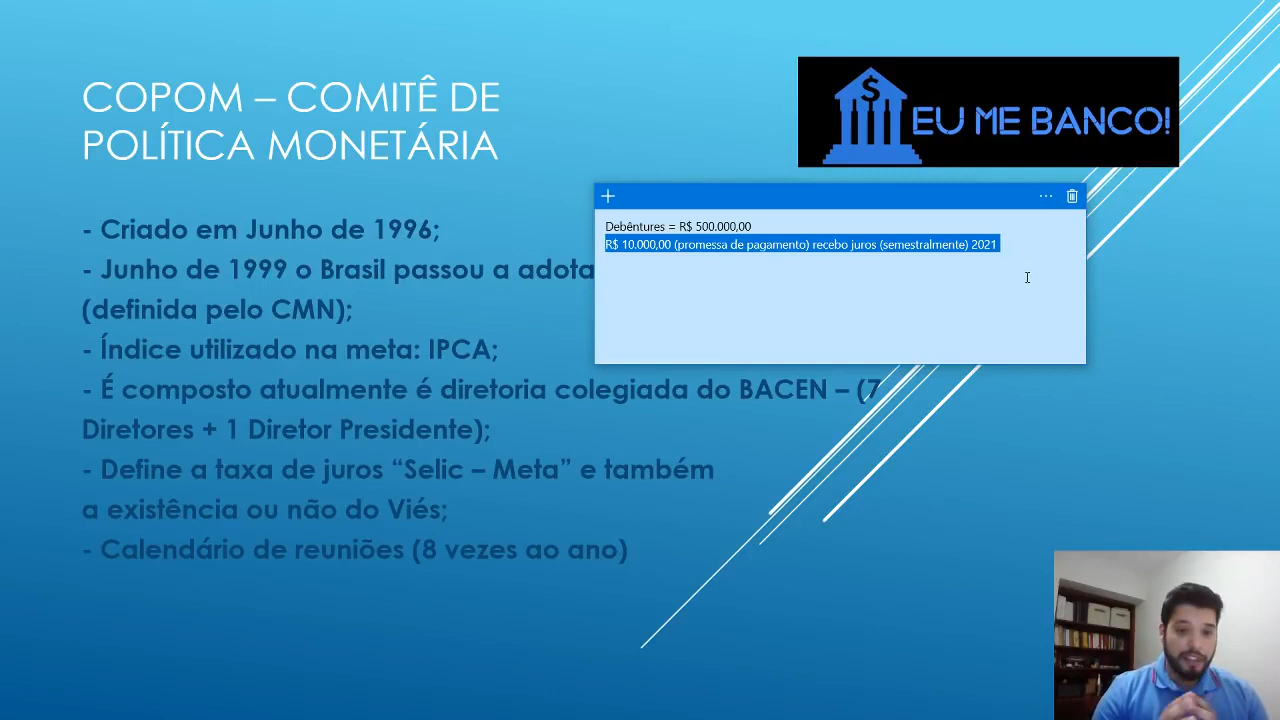 COPOM – COMITÊ DE
POLÍTICA MONETÁRIA
$ EU ME BANCO!
- Criado em Junho de 1996;
- Junho de 1999 o Brasil passou a adota
(definida pelo CMN);
- Índice utilizado na meta: IPCA;
- É composto atualmente é diretoria colegiada do BACEN – (7
Diretores + 1 Diretor Presidente);
- Define a taxa de juros “Selic – Meta” e também
a existência ou não do Viés;
- Calendário de reuniões (8 vezes ao ano)
Debêntures = R$ 500.000,00
R$ 10.000,00 (promessa de pagamento) recebo juros (semestralmente) 2021